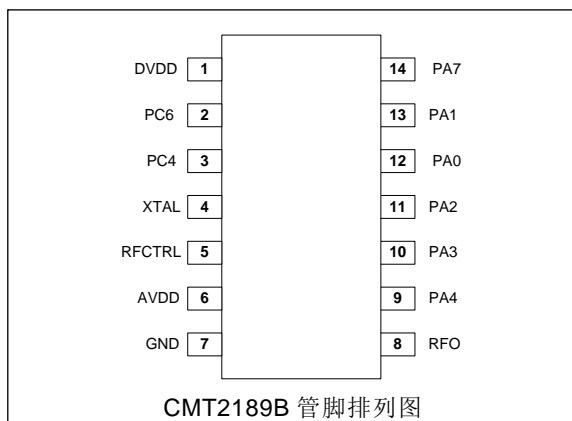 DVDD 1 14 PA7
PC6 2 13 PA1
PC4 3 12 PA0
XTAL 4 11 PA2
RFCTRL 5 10 PA3
AVDD 6 9 PA4
GND 7 8 RFO
CMT2189B 管脚排列图